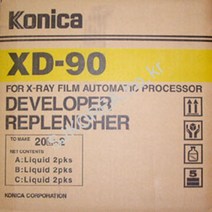 Konica
XD-90
FOR X-RAY FILM AUTOMATIC PROCESSOR
DEVELOPER
REPLENISHER
TO MAKE
NET CONTENTS
A:Liquid 2pks
B:Liquid 2pks
C:Liquid 2pks
KONICA CORPORATION
5